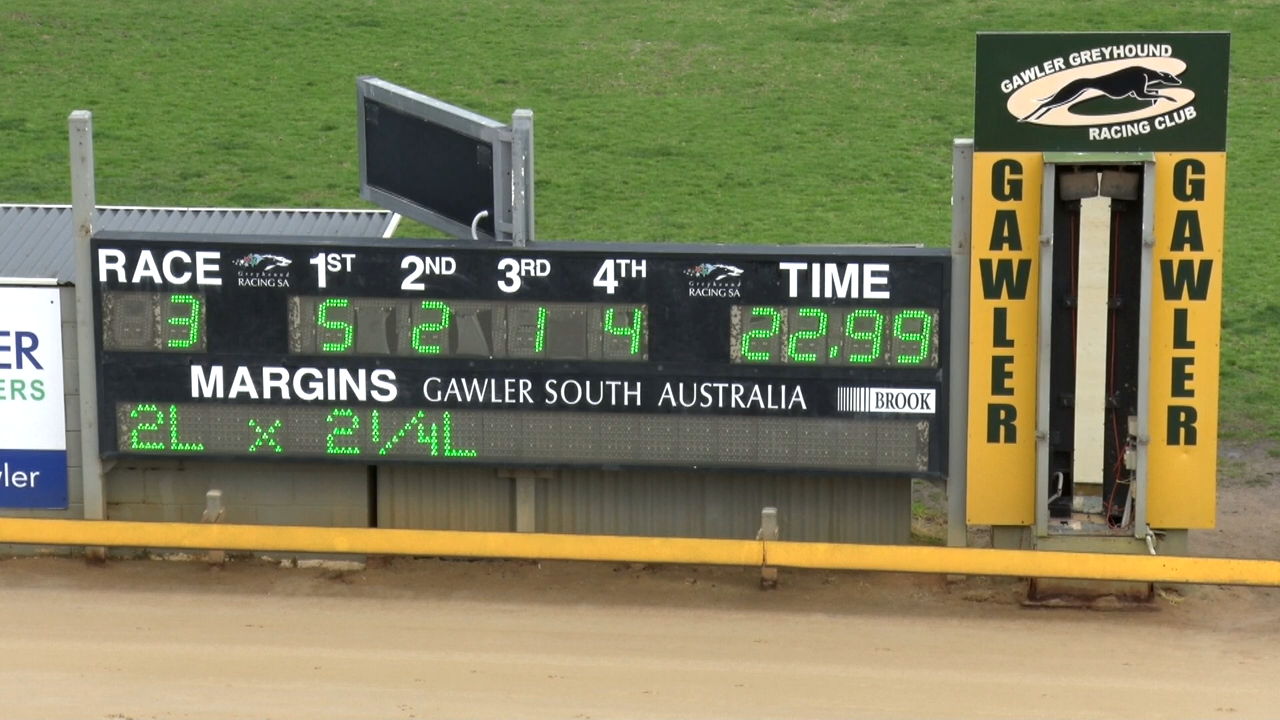 GAWLER GREYHOUND
RACING CLUB
GAWLER
GAWLER
RACE
Greyhound
RACING SA
1ST
2ND
3RD
4TH
Greyhound
RACING SA
TIME
3
5
2
1
4
22.99
MARGINS
GAWLER SOUTH AUSTRALIA
BROOK
2L x 2 1/4L
ER
ERS
ler